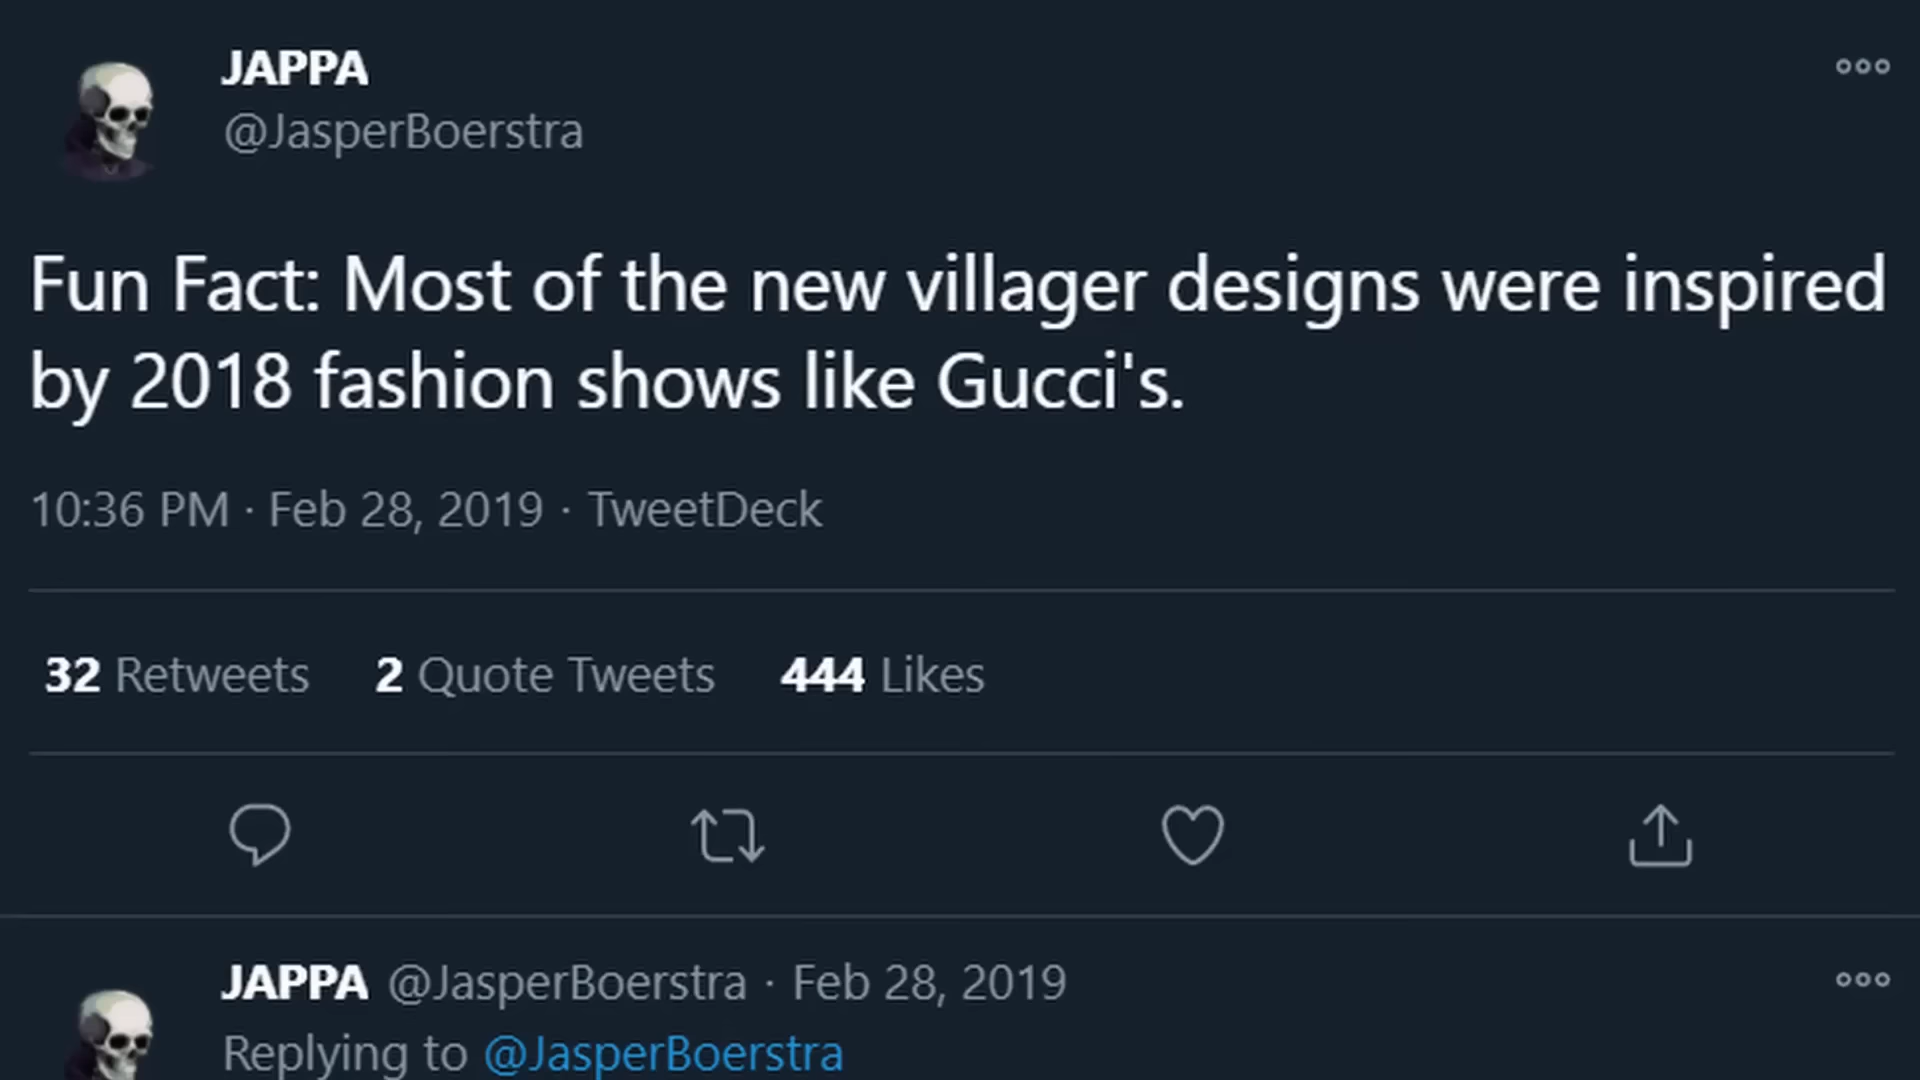 JAPPA
@JasperBoerstra
Fun Fact: Most of the new villager designs were inspired
by 2018 fashion shows like Gucci's.
10:36 PM · Feb 28, 2019 · TweetDeck
32 Retweets 2 Quote Tweets 444 Likes
JAPPA @JasperBoerstra · Feb 28, 2019
Replying to @JasperBoerstra